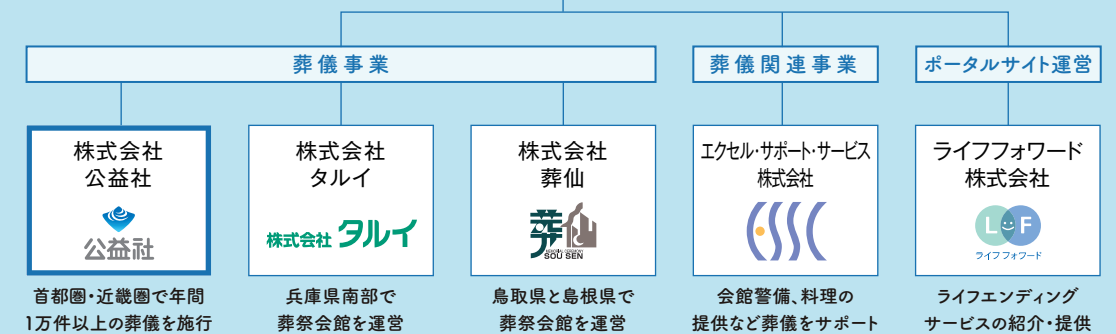 葬儀事業
葬儀関連事業
ポータルサイト運営
株式会社
公益社
公益社
首都圏・近畿圏で年間
1万件以上の葬儀を施行
株式会社
タルイ
株式会社 タルイ
兵庫県南部で
葬祭会館を運営
株式会社
葬仙
葬仙
MEMORIAL CEREMONY
SOU SEN
鳥取県と島根県で
葬祭会館を運営
エクセル・サポート・サービス
株式会社
ESSC
会館警備、料理の
提供など葬儀をサポート
ライフフォワード
株式会社
LF
ライフフォワード
ライフエンディング
サービスの紹介・提供